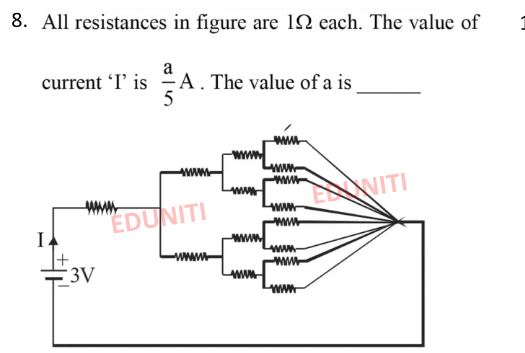 8. All resistances in figure are 1Ω each. The value of 1
current ‘I’ is a/5 A. The value of a is ______
EDUNITI
EDUNITI
I
+
3V
−